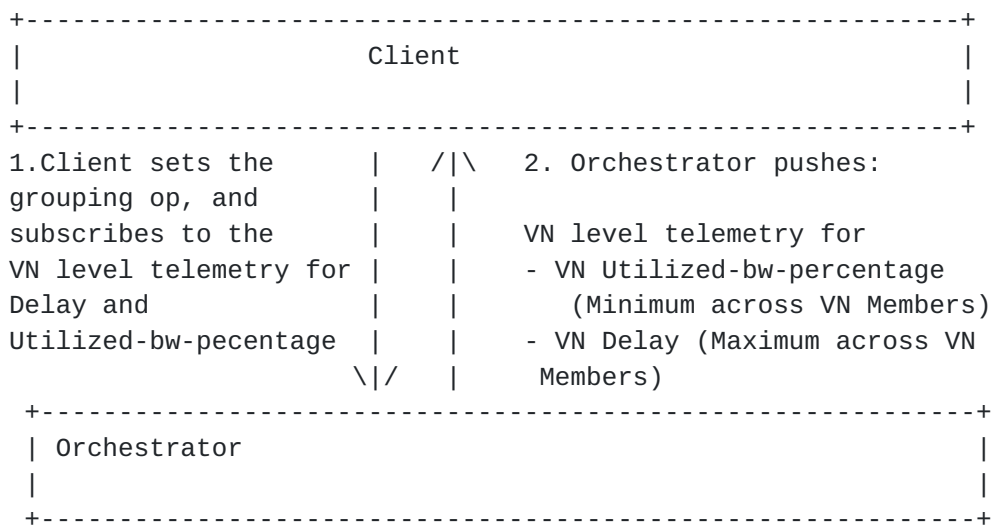 Client
1.Client sets the
grouping op, and
subscribes to the
VN level telemetry for
Delay and
Utilized-bw-pecentage
2. Orchestrator pushes:
VN level telemetry for
- VN Utilized-bw-percentage
(Minimum across VN Members)
- VN Delay (Maximum across VN
Members)
Orchestrator